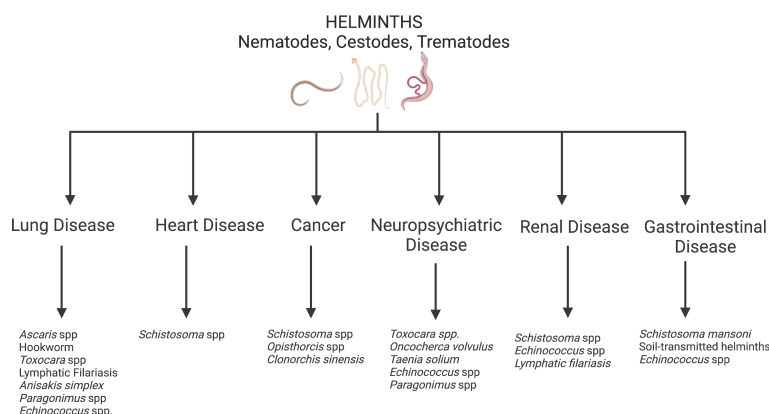 HELMINTHS
Nematodes, Cestodes, Trematodes
Lung Disease
Heart Disease
Cancer
Neuropsychiatric
Disease
Renal Disease
Gastrointestinal
Disease
Ascaris spp
Hookworm
Toxocara spp
Lymphatic Filariasis
Anisakis simplex
Paragonimus spp
Echinococcus spp.
Schistosoma spp
Schistosoma spp
Opisthorcis spp
Clonorchis sinensis
Toxocara spp.
Oncocherca volvulus
Taenia solium
Echinococcus spp
Paragonimus spp
Schistosoma spp
Echinococcus spp
Lymphatic filariasis
Schistosoma mansoni
Soil-transmitted helminths
Echinococcus spp